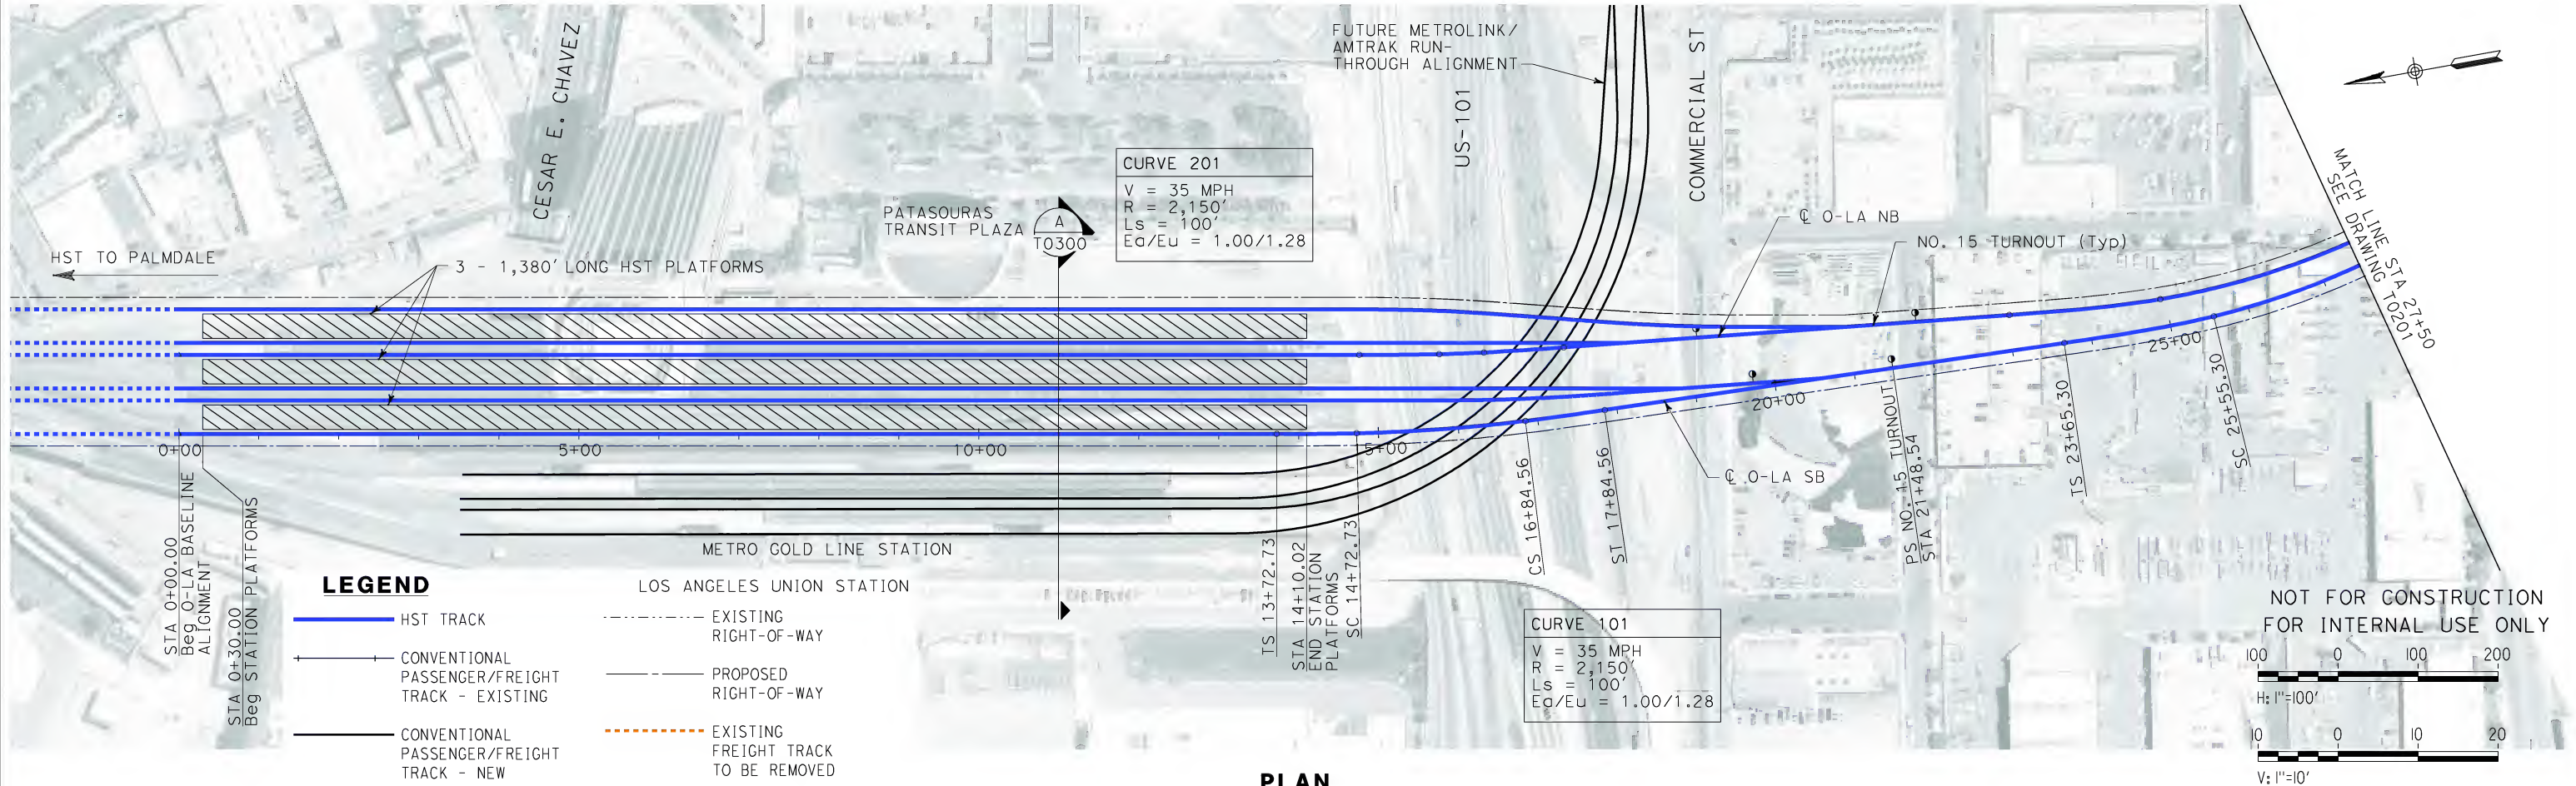 FUTURE METROLINK/
AMTRAK RUN-
THROUGH ALIGNMENT
CESAR E. CHAVEZ
US-101
COMMERCIAL ST
CURVE 201
V = 35 MPH
R = 2,150'
Ls = 100'
Ea/Eu = 1.00/1.28
PATASOURAS
TRANSIT PLAZA
A
T0300
MATCH LINE STA 27+50
SEE DRAWING T0201
℄ O-LA NB
NO. 15 TURNOUT (Typ)
HST TO PALMDALE
3 - 1,380' LONG HST PLATFORMS
0+00
5+00
10+00
15+00
20+00
25+00
℄ O-LA SB
STA 0+00.00
Beg O-LA BASELINE
ALIGNMENT
STA 0+30.00
Beg STATION PLATFORMS
TS 13+72.73
STA 14+10.02
END STATION
PLATFORMS
SC 14+72.73
CS 16+84.56
ST 17+84.56
PS NO. 15 TURNOUT
STA 21+48.54
TS 23+65.30
SC 25+55.30
METRO GOLD LINE STATION
LOS ANGELES UNION STATION
LEGEND
HST TRACK
CONVENTIONAL
PASSENGER/FREIGHT
TRACK - EXISTING
CONVENTIONAL
PASSENGER/FREIGHT
TRACK - NEW
EXISTING
RIGHT-OF-WAY
PROPOSED
RIGHT-OF-WAY
EXISTING
FREIGHT TRACK
TO BE REMOVED
CURVE 101
V = 35 MPH
R = 2,150'
Ls = 100'
Ea/Eu = 1.00/1.28
NOT FOR CONSTRUCTION
FOR INTERNAL USE ONLY
100 0 100 200
H: 1"=100'
10 0 10 20
V: 1"=10'
PLAN